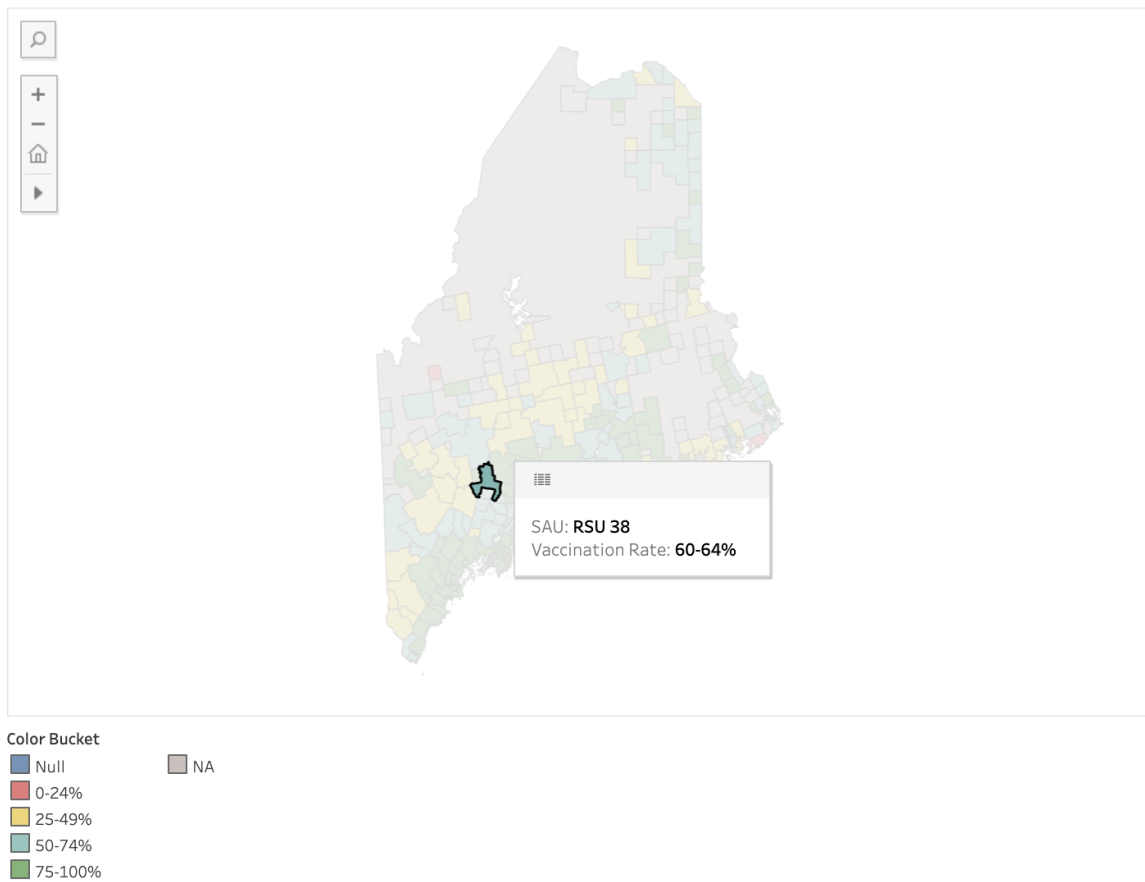 SAU: RSU 38
Vaccination Rate: 60-64%
Color Bucket
Null
NA
0-24%
25-49%
50-74%
75-100%